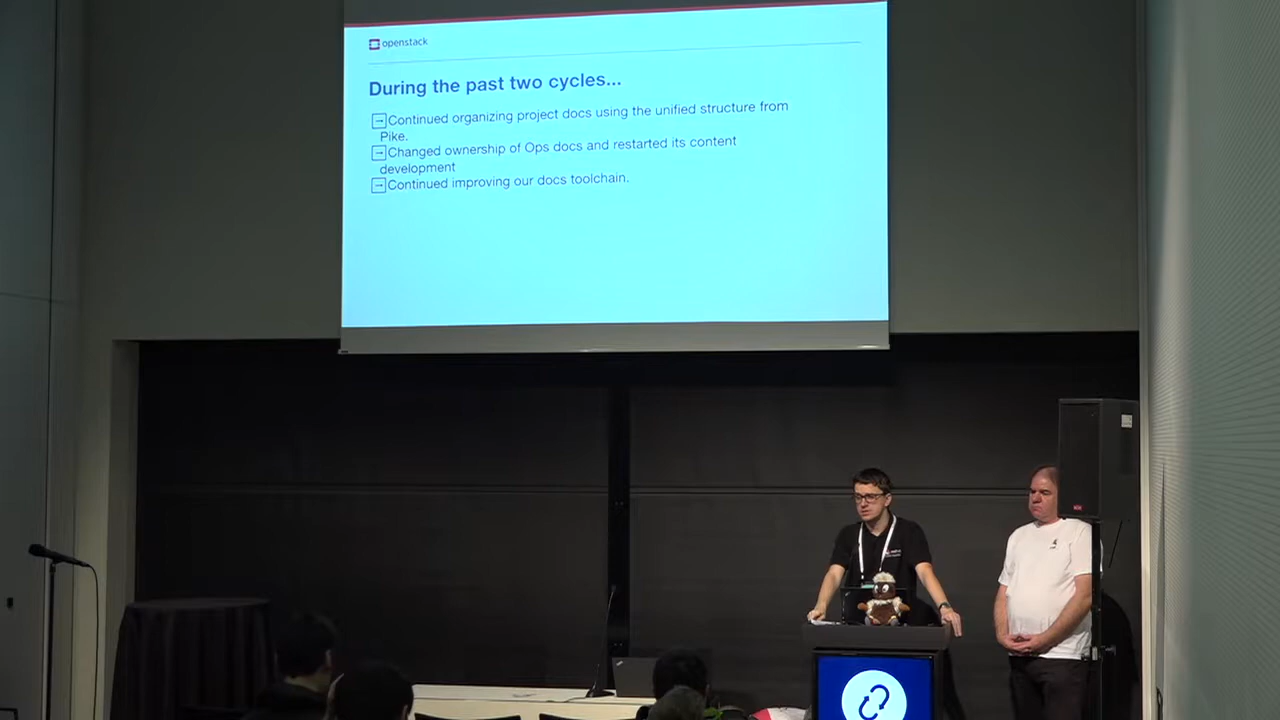 openstack
During the past two cycles...
Continued organizing project docs using the unified structure from
Pike.
Changed ownership of Ops docs and restarted its content
development
Continued improving our docs toolchain.